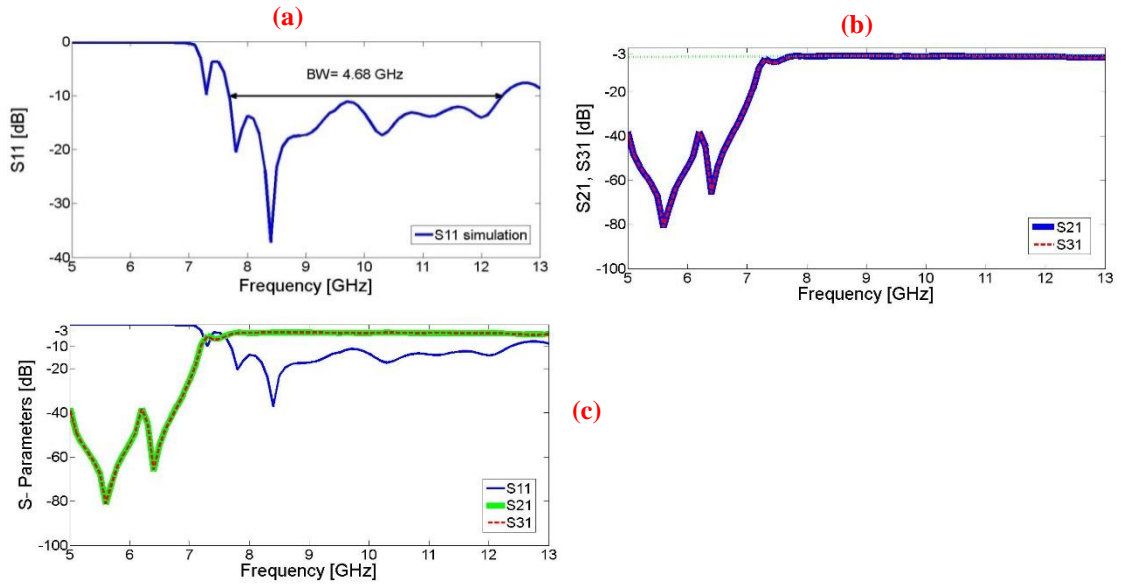 (a)
0
-10
-20
-30
-40
S11 [dB]
BW= 4.68 GHz
S11 simulation
5 6 7 8 9 10 11 12 13
Frequency [GHz]
(b)
-3
-20
-40
-60
-80
-100
S21, S31 [dB]
S21
S31
5 6 7 8 9 10 11 12 13
Frequency [GHz]
-3
-10
-20
-40
-60
-80
-100
S- Parameters [dB]
S11
S21
S31
5 6 7 8 9 10 11 12 13
Frequency [GHz]
(c)